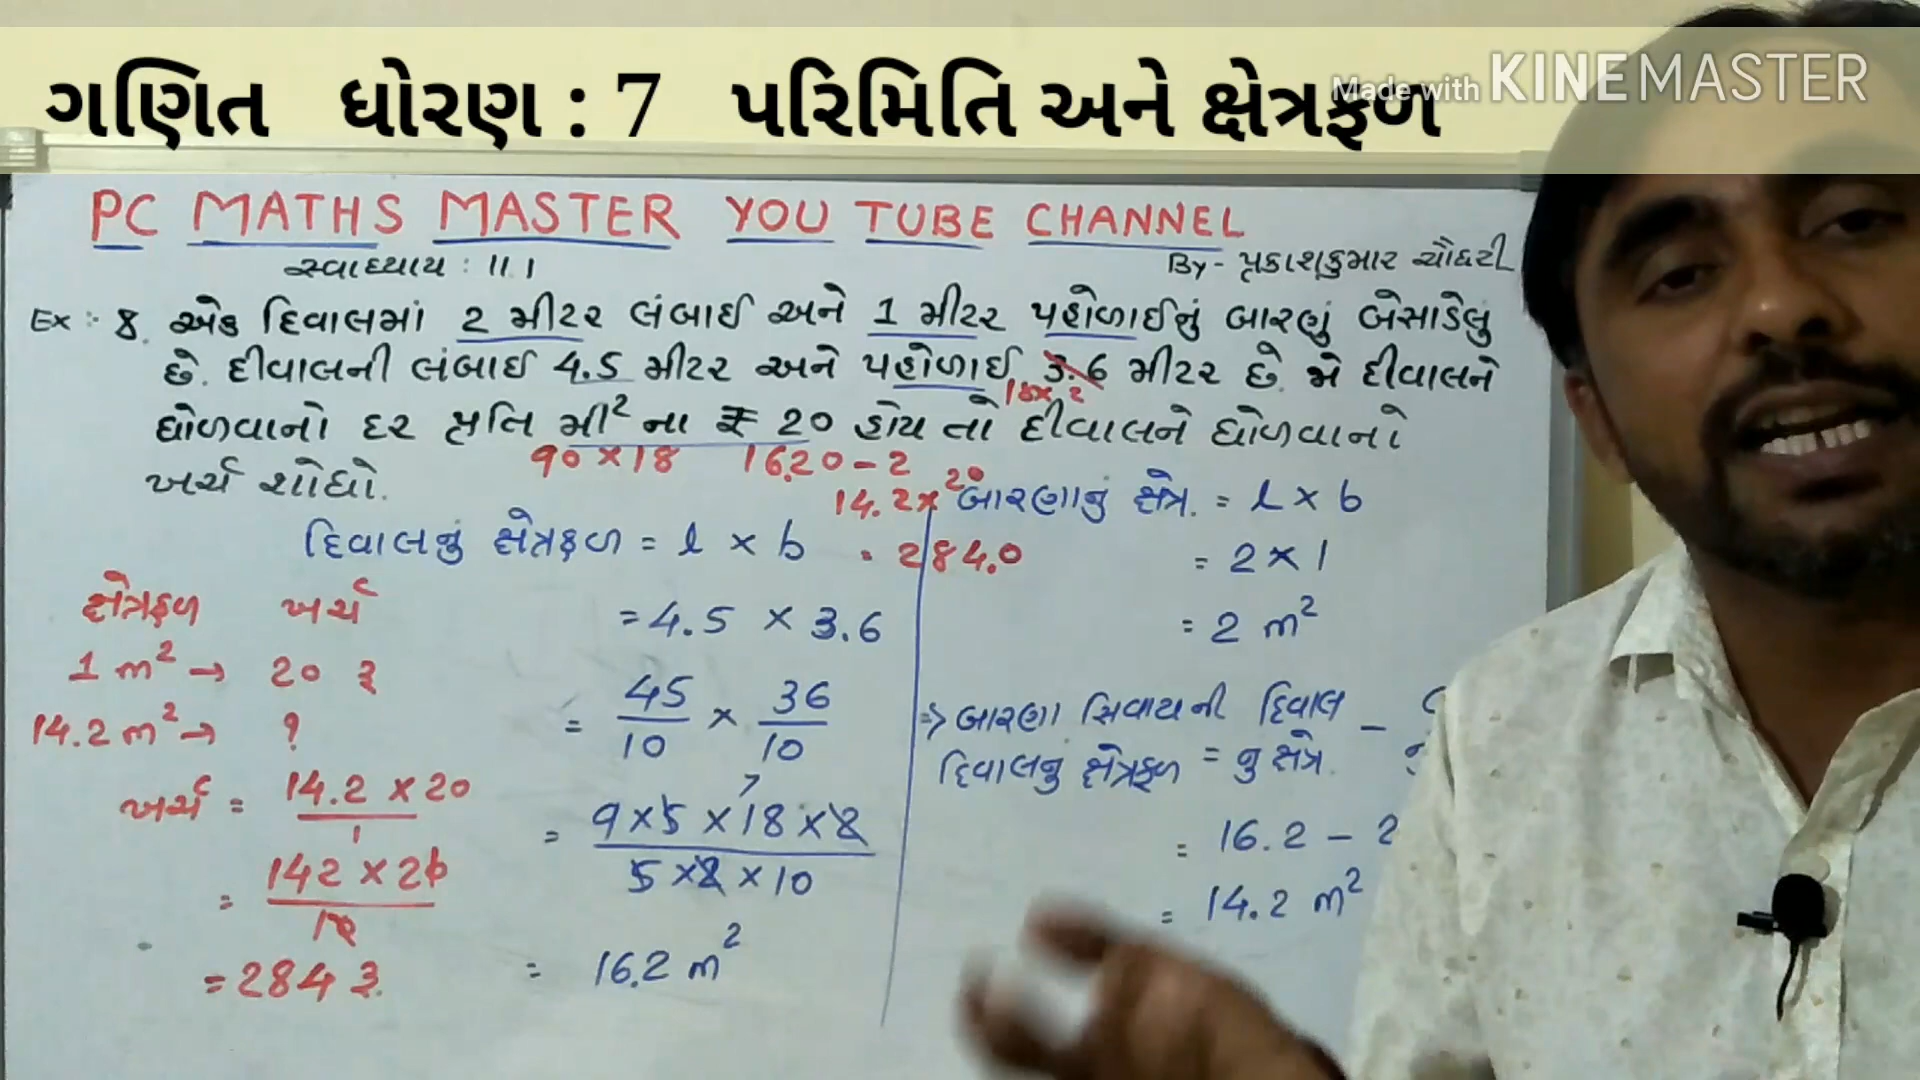 ગણિત ધોરણ : 7 પરિમિતિ અને ક્ષેત્રફળ
Made with KINEMASTER
PC MATHS MASTER YOU TUBE CHANNEL
સ્વાધ્યાય : 11.1
By - પ્રકાશકુમાર ચૌધરી
Ex :- 8. એક દિવાલમાં 2 મીટર લંબાઈ અને 1 મીટર પહોળાઈનું બારણું બેસાડેલું
છે. દીવાલની લંબાઈ 4.5 મીટર અને પહોળાઈ 3.6 મીટર છે. જો દીવાલને
18 x 2
ધોળવાનો દર પ્રતિ મી² ના ₹ 20 હોય તો દીવાલને ધોળવાનો
ખર્ચ શોધો.
90 x 18 16.20 - 2
14.2 x 20
= 284.0
દિવાલનું ક્ષેત્રફળ = l x b
= 4.5 x 3.6
= 45/10 x 36/10
= 9 x 5 x 18 x 2 / 5 x 2 x 10
= 16.2 m²
ક્ષેત્રફળ ખર્ચ
1 m² → 20 રૂ
14.2 m² → ?
ખર્ચ = 14.2 x 20 / 1
= 142 x 20 / 10
= 284 રૂ.
બારણાનું ક્ષેત્ર. = l x b
= 2 x 1
= 2 m²
⇒ બારણા સિવાયની દિવાલ –
દિવાલનુ ક્ષેત્રફળ = નુ ક્ષેત્ર.
= 16.2 – 2
= 14.2 m²